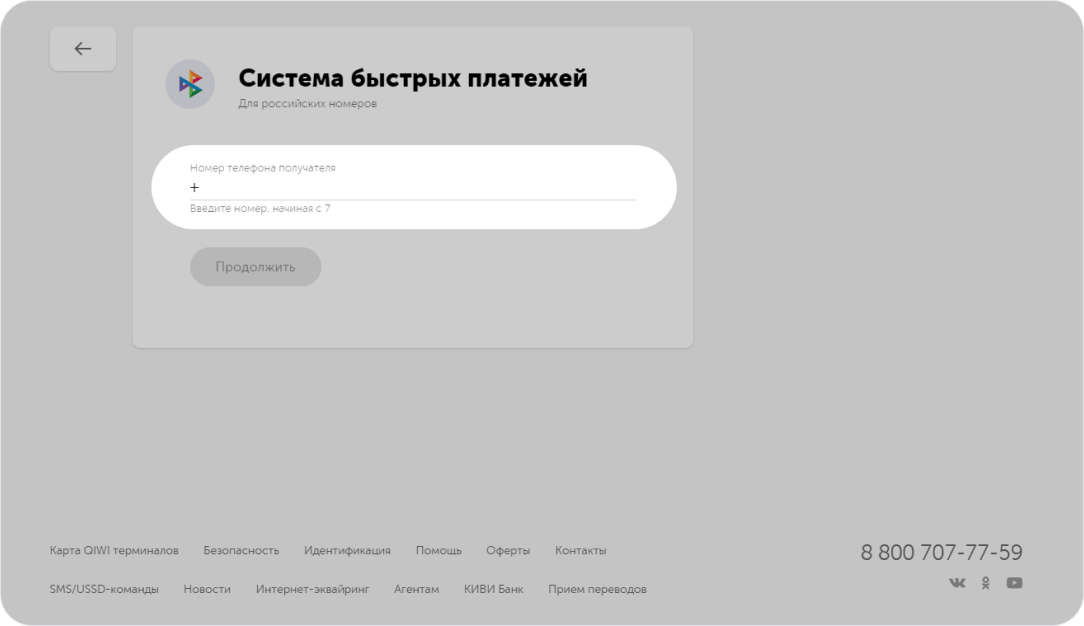 Система быстрых платежей
Для российских номеров
Номер телефона получателя
+
Введите номер, начиная с 7
Продолжить
Карта QIWI терминалов Безопасность Идентификация Помощь Оферты Контакты
8 800 707-77-59
SMS/USSD-команды Новости Интернет-эквайринг Агентам КИВИ Банк Прием переводов